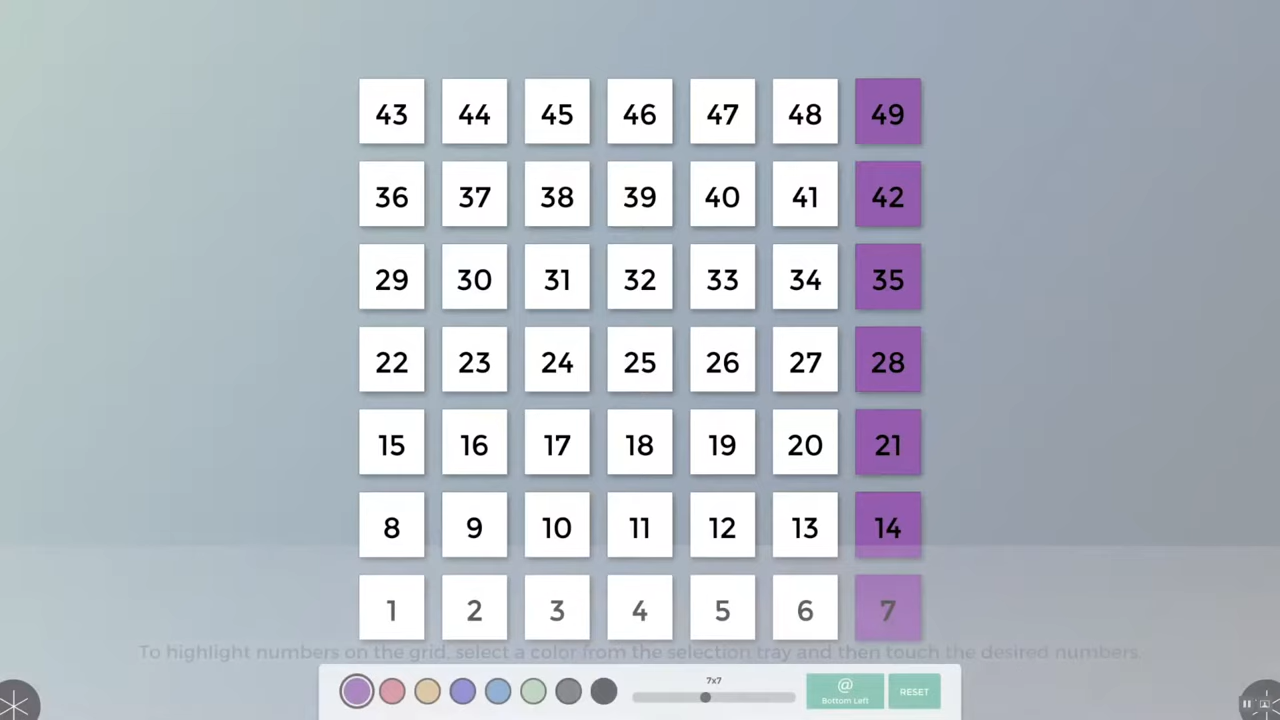 43 44 45 46 47 48 49
36 37 38 39 40 41 42
29 30 31 32 33 34 35
22 23 24 25 26 27 28
15 16 17 18 19 20 21
8 9 10 11 12 13 14
1 2 3 4 5 6 7
To highlight numbers on the grid, select a color from the selection tray and then touch the desired numbers.
7x7
@
Bottom Left
RESET